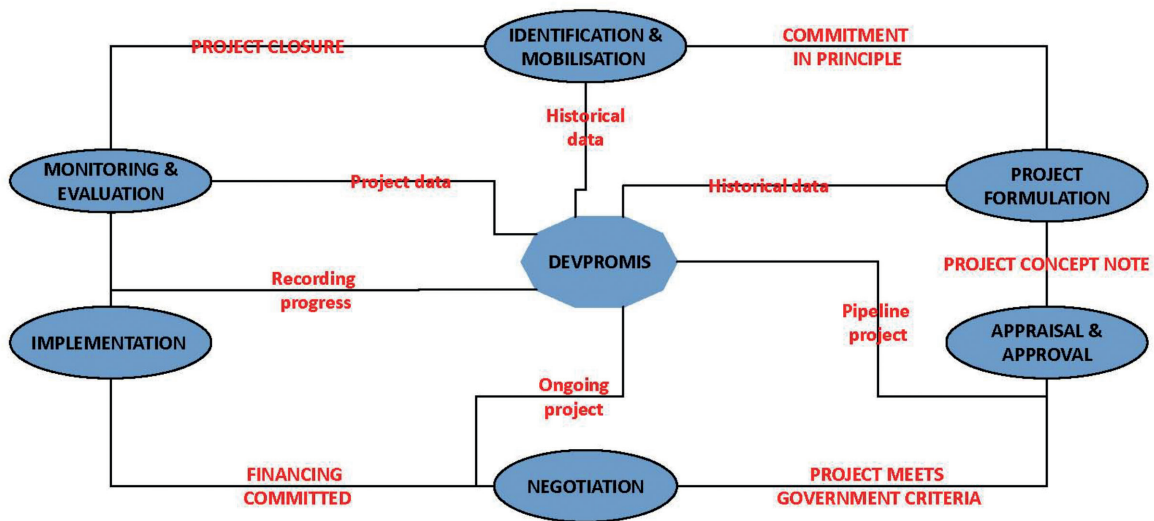 IDENTIFICATION &
MOBILISATION
PROJECT CLOSURE
COMMITMENT
IN PRINCIPLE
Historical
data
MONITORING &
EVALUATION
Project data
Historical data
PROJECT
FORMULATION
DEVPROMIS
PROJECT CONCEPT NOTE
Recording
progress
Pipeline
project
IMPLEMENTATION
APPRAISAL &
APPROVAL
Ongoing
project
FINANCING
COMMITTED
NEGOTIATION
PROJECT MEETS
GOVERNMENT CRITERIA